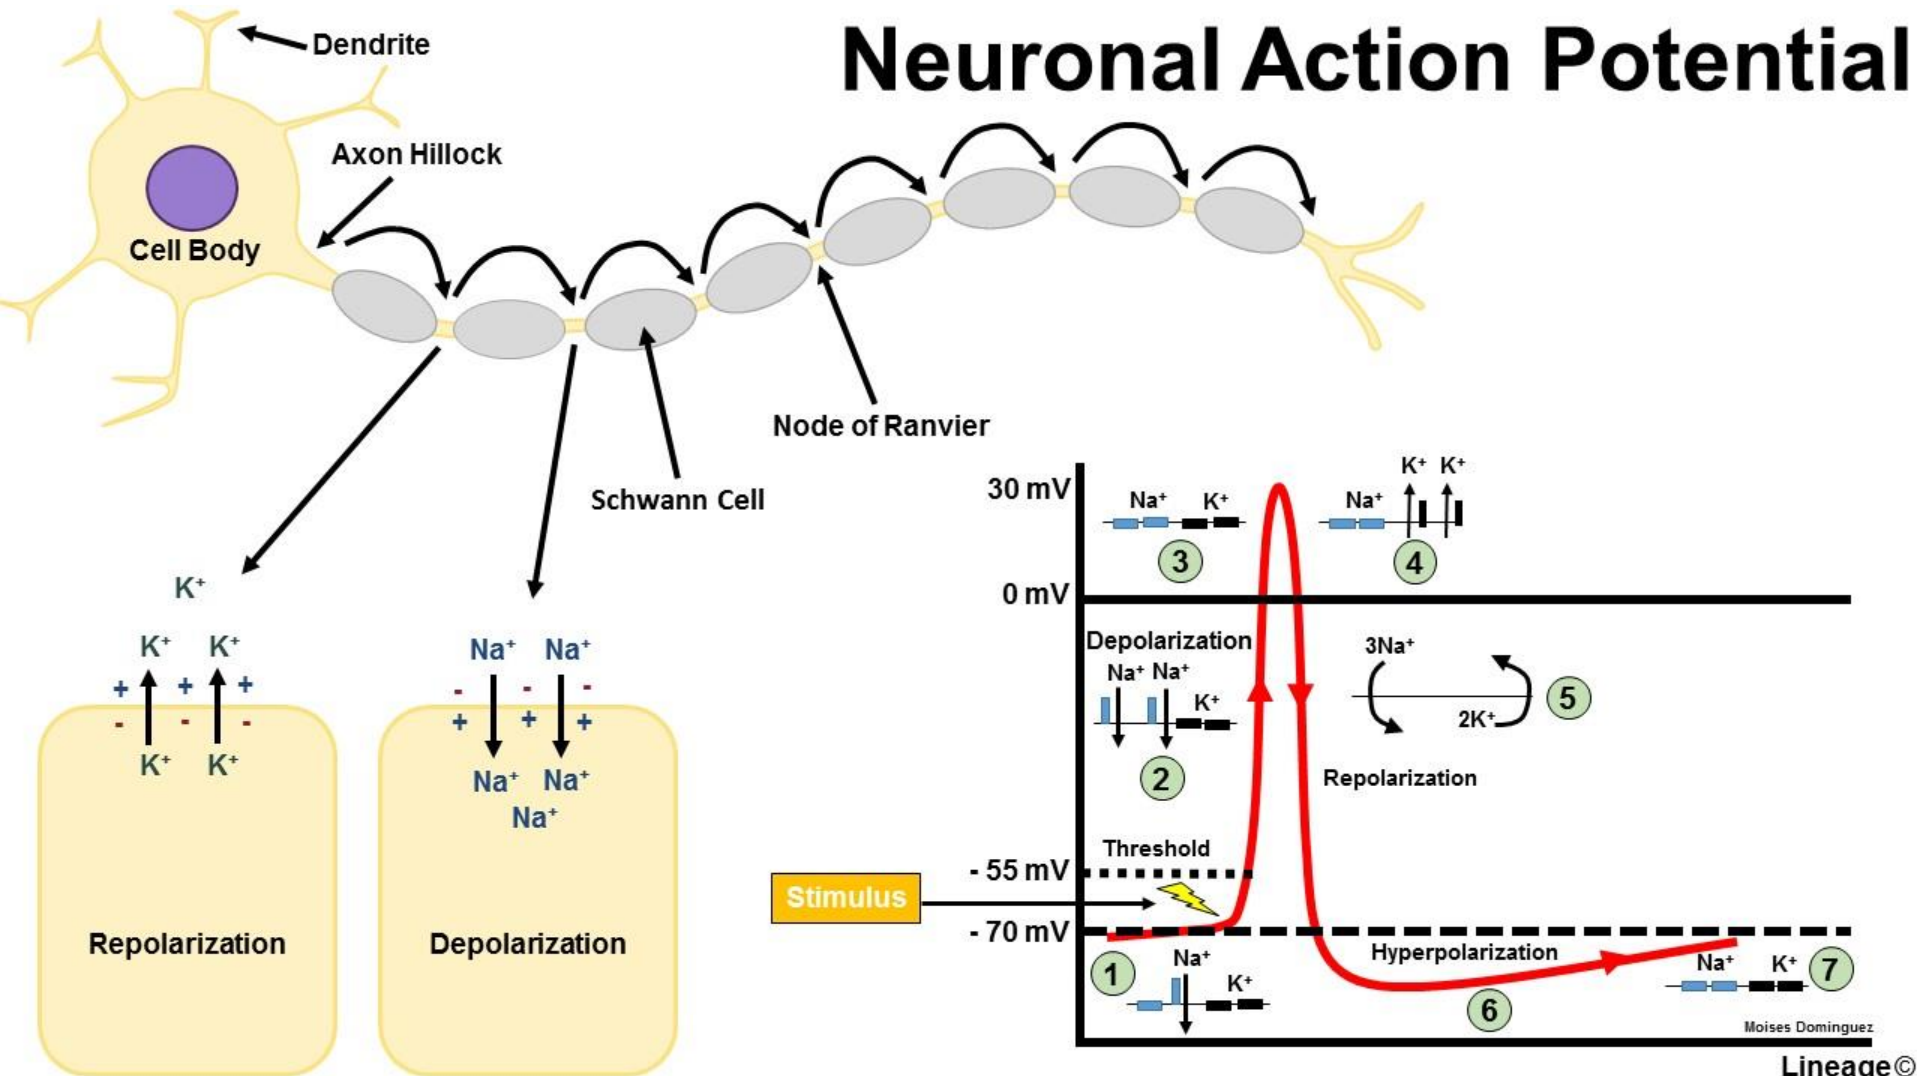 Neuronal Action Potential
Dendrite
Axon Hillock
Cell Body
Node of Ranvier
Schwann Cell
K⁺
K⁺ K⁺
+ + +
- - -
K⁺ K⁺
Repolarization
Na⁺ Na⁺
- - -
+ + +
Na⁺ Na⁺
Na⁺
Depolarization
30 mV
Na⁺ K⁺
3
K⁺ K⁺
Na⁺
4
0 mV
Depolarization
Na⁺ Na⁺
K⁺
2
3Na⁺
2K⁺
5
Repolarization
Threshold
- 55 mV
Stimulus
- 70 mV
1
Na⁺
K⁺
Hyperpolarization
6
Na⁺ K⁺
7
Moises Dominguez
Lineage©